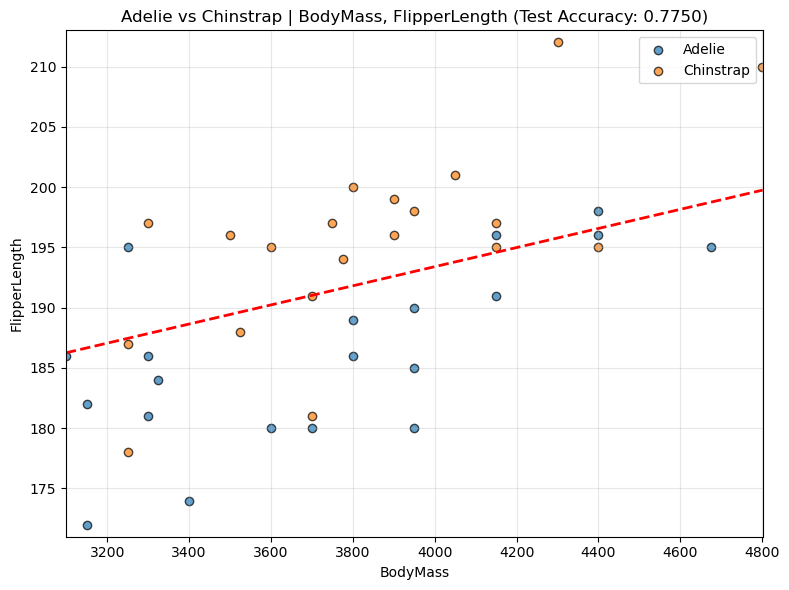 Adelie vs Chinstrap | BodyMass, FlipperLength (Test Accuracy: 0.7750)
Adelie
Chinstrap
FlipperLength
210
205
200
195
190
185
180
175
3200 3400 3600 3800 4000 4200 4400 4600 4800
BodyMass